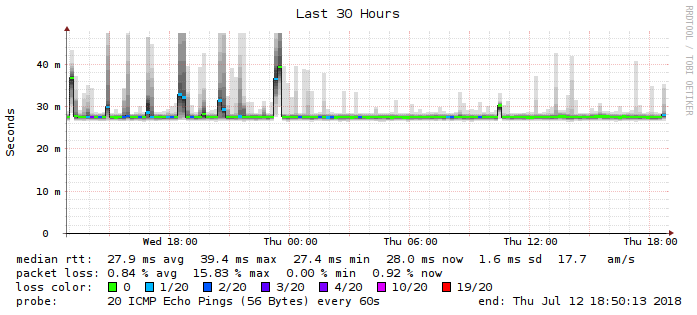 Last 30 Hours
RRDTOOL / TOBI OETIKER
Seconds
40 m
30 m
20 m
10 m
0
Wed 18:00 Thu 00:00 Thu 06:00 Thu 12:00 Thu 18:00
median rtt: 27.9 ms avg 39.4 ms max 27.4 ms min 28.0 ms now 1.6 ms sd 17.7 am/s
packet loss: 0.84 % avg 15.83 % max 0.00 % min 0.92 % now
loss color: 0 1/20 2/20 3/20 4/20 10/20 19/20
probe: 20 ICMP Echo Pings (56 Bytes) every 60s end: Thu Jul 12 18:50:13 2018